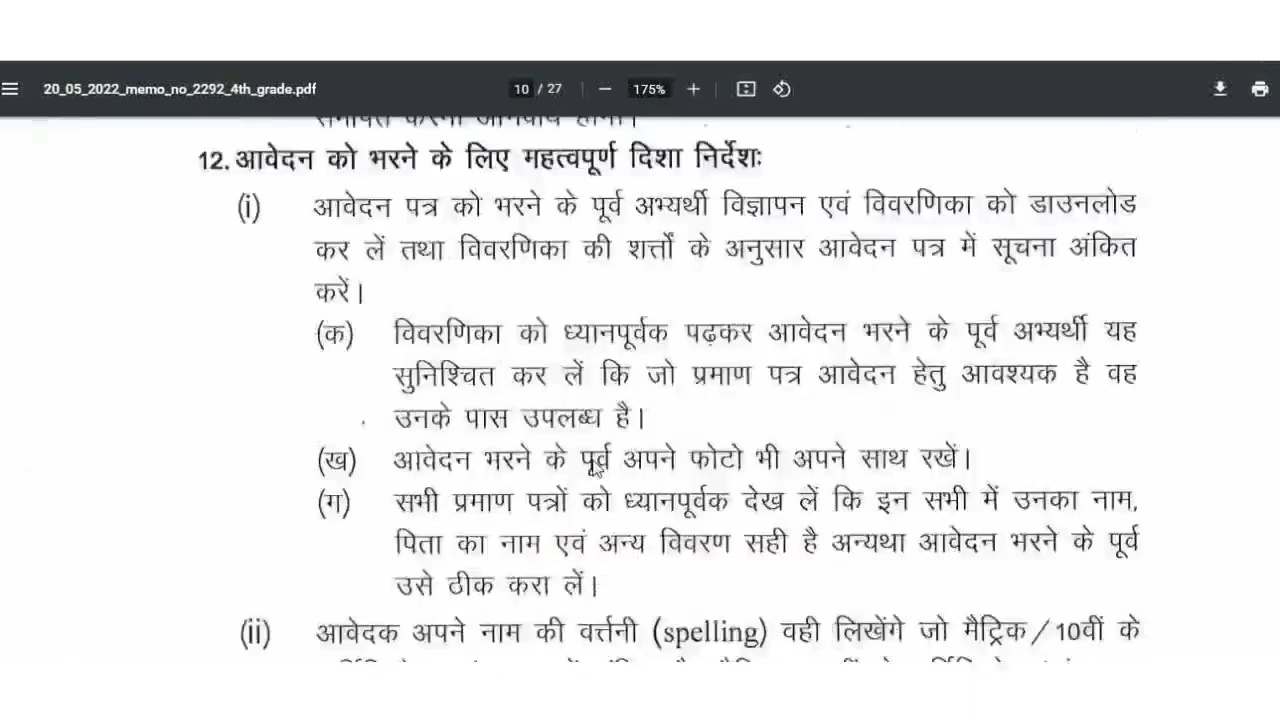 20_05_2022_memo_no_2292_4th_grade.pdf 10 / 27 175%
12. आवेदन को भरने के लिए महत्वपूर्ण दिशा निर्देशः
(i) आवेदन पत्र को भरने के पूर्व अभ्यर्थी विज्ञापन एवं विवरणिका को डाउनलोड
कर लें तथा विवरणिका की शर्त्तों के अनुसार आवेदन पत्र में सूचना अंकित
करें।
(क) विवरणिका को ध्यानपूर्वक पढ़कर आवेदन भरने के पूर्व अभ्यर्थी यह
सुनिश्चित कर लें कि जो प्रमाण पत्र आवेदन हेतु आवश्यक है वह
उनके पास उपलब्ध है।
(ख) आवेदन भरने के पूर्व अपने फोटो भी अपने साथ रखें।
(ग) सभी प्रमाण पत्रों को ध्यानपूर्वक देख लें कि इन सभी में उनका नाम,
पिता का नाम एवं अन्य विवरण सही है अन्यथा आवेदन भरने के पूर्व
उसे ठीक करा लें।
(ii) आवेदक अपने नाम की वर्त्तनी (spelling) वही लिखेंगे जो मैट्रिक/10वीं के